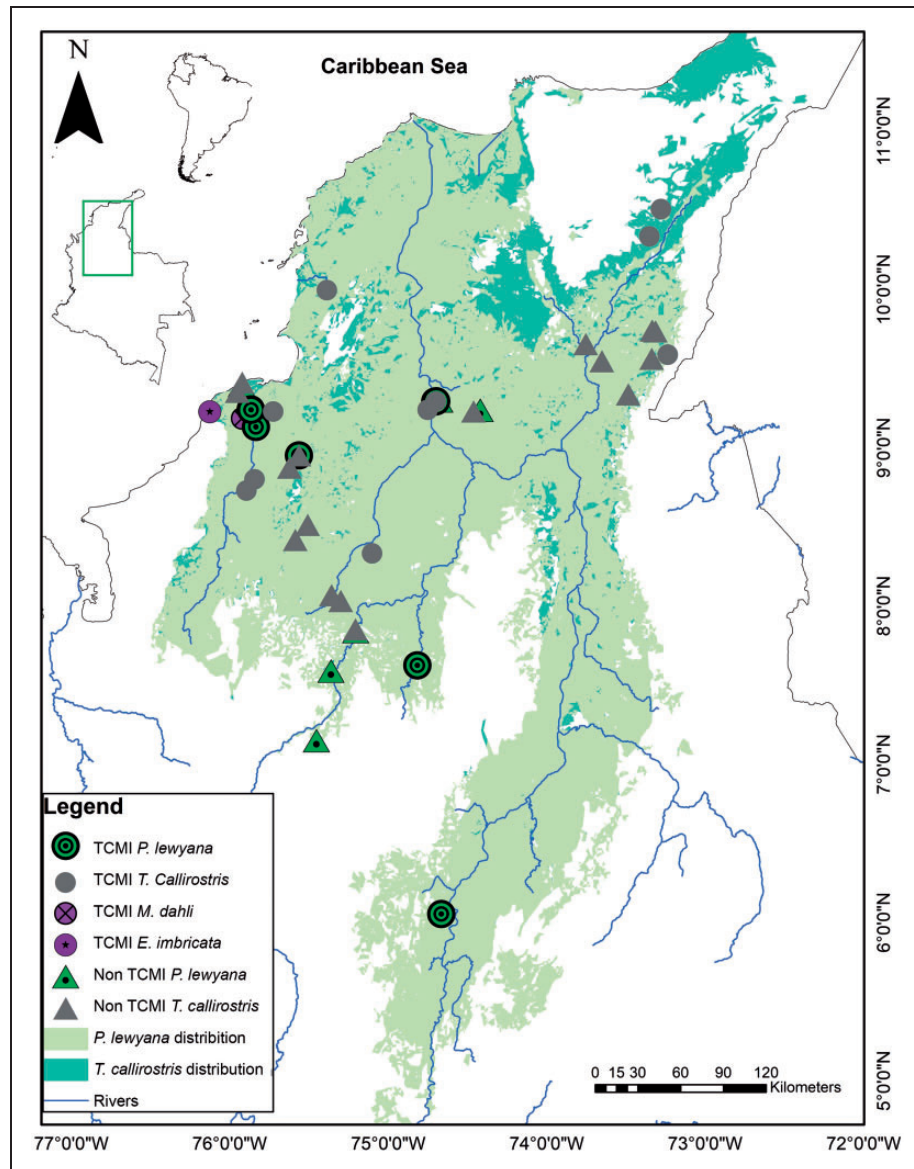 N
Caribbean Sea
11°0'0"N
10°0'0"N
9°0'0"N
8°0'0"N
7°0'0"N
6°0'0"N
5°0'0"N
Legend
TCMI P. lewyana
TCMI T. Callirostris
TCMI M. dahli
TCMI E. imbricata
Non TCMI P. lewyana
Non TCMI T. callirostris
P. lewyana distribition
T. callirostris distribution
Rivers
0 15 30 60 90 120
Kilometers
77°0'0"W 76°0'0"W 75°0'0"W 74°0'0"W 73°0'0"W 72°0'0"W